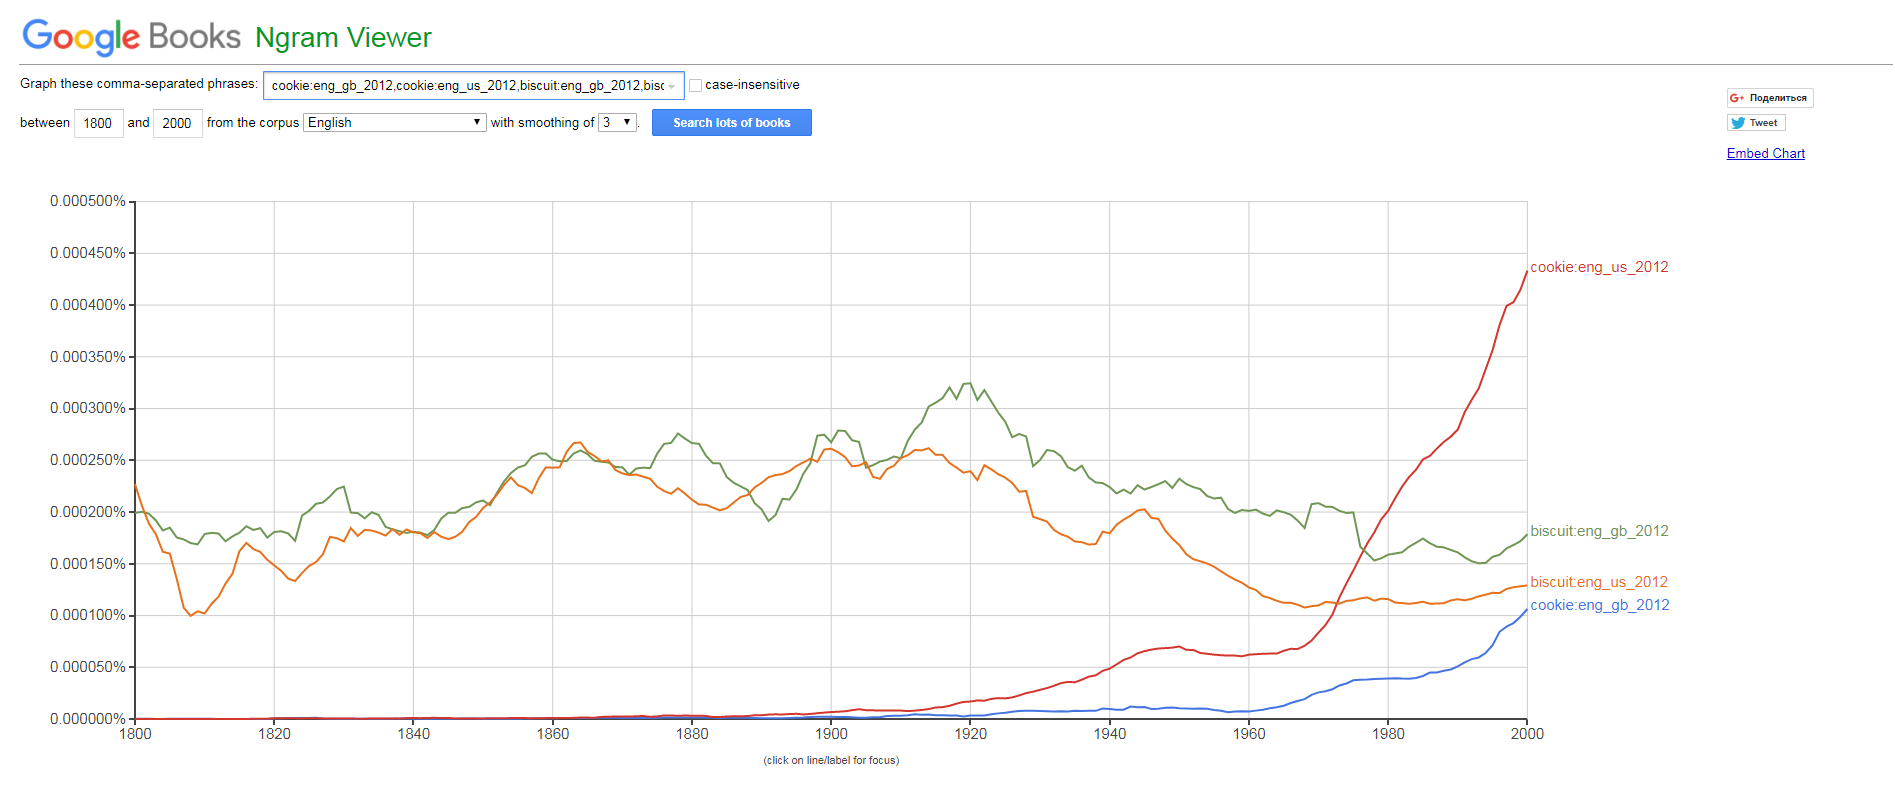 Google Books Ngram Viewer
Graph these comma-separated phrases: cookie:eng_gb_2012,cookie:eng_us_2012,biscuit:eng_gb_2012,bisc case-insensitive
between 1800 and 2000 from the corpus English with smoothing of 3. Search lots of books
G+ Поделиться
Tweet
Embed Chart
0.000500%
0.000450%
0.000400%
0.000350%
0.000300%
0.000250%
0.000200%
0.000150%
0.000100%
0.000050%
0.000000%
cookie:eng_us_2012
biscuit:eng_gb_2012
biscuit:eng_us_2012
cookie:eng_gb_2012
1800 1820 1840 1860 1880 1900 1920 1940 1960 1980 2000
(click on line/label for focus)